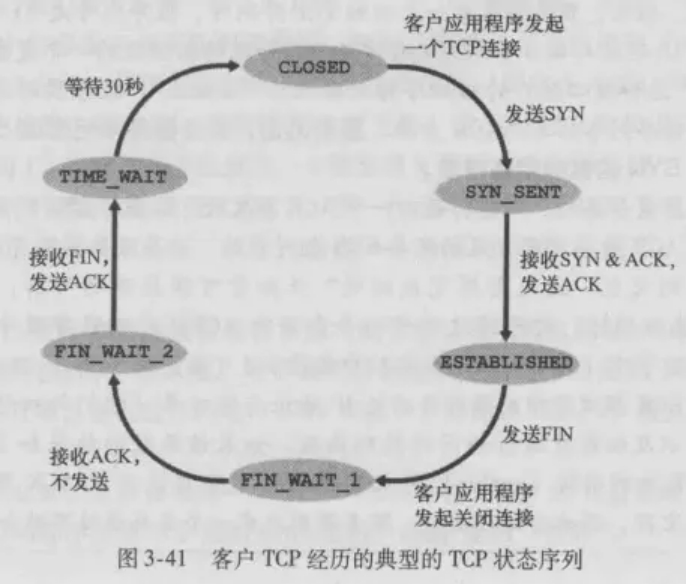 客户应用程序发起
一个TCP连接
CLOSED
等待30秒
发送SYN
TIME_WAIT
SYN_SENT
接收FIN，
发送ACK
接收SYN & ACK，
发送ACK
FIN_WAIT_2
ESTABLISHED
发送FIN
接收ACK，
不发送
FIN_WAIT_1
客户应用程序
发起关闭连接
图 3-41 客户 TCP 经历的典型的 TCP 状态序列